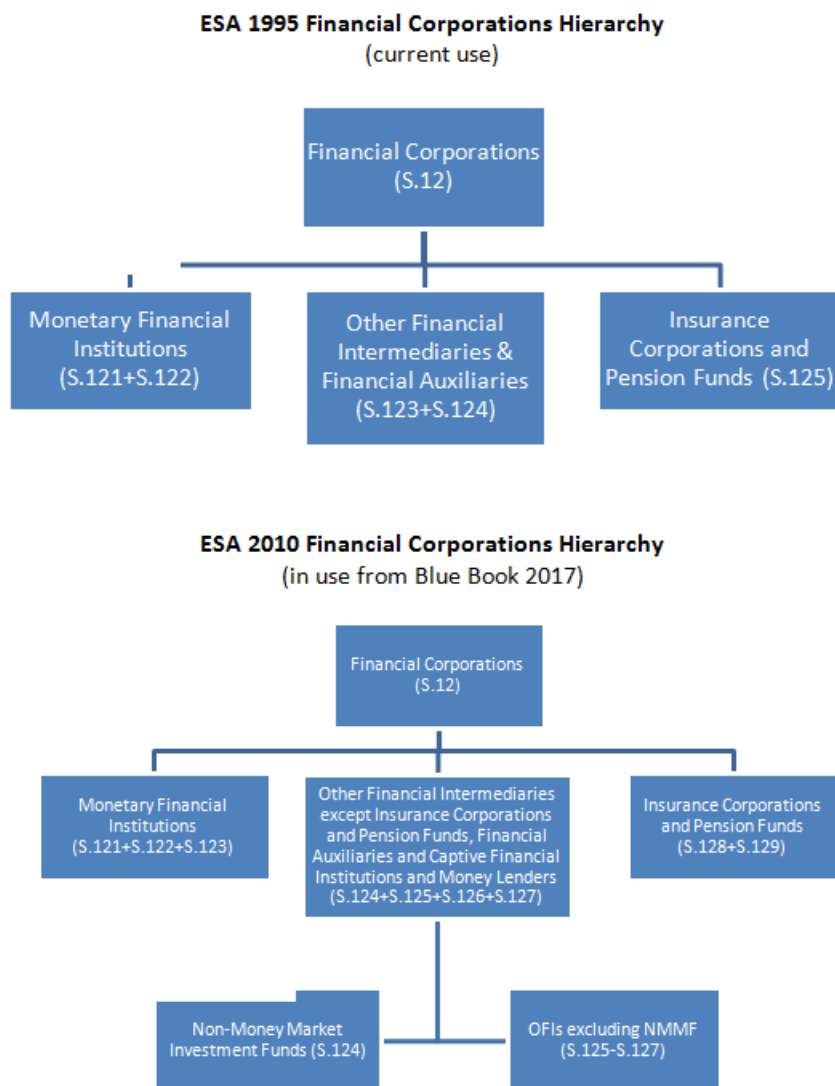 ESA 1995 Financial Corporations Hierarchy
(current use)
Financial Corporations
(S.12)
Monetary Financial
Institutions
(S.121+S.122)
Other Financial
Intermediaries &
Financial Auxiliaries
(S.123+S.124)
Insurance
Corporations and
Pension Funds (S.125)
ESA 2010 Financial Corporations Hierarchy
(in use from Blue Book 2017)
Financial Corporations
(S.12)
Monetary Financial
Institutions
(S.121+S.122+S.123)
Other Financial Intermediaries
except Insurance Corporations
and Pension Funds, Financial
Auxiliaries and Captive Financial
Institutions and Money Lenders
(S.124+S.125+S.126+S.127)
Insurance Corporations
and Pension Funds
(S.128+S.129)
Non-Money Market
Investment Funds (S.124)
OFIs excluding NMMF
(S.125-S.127)